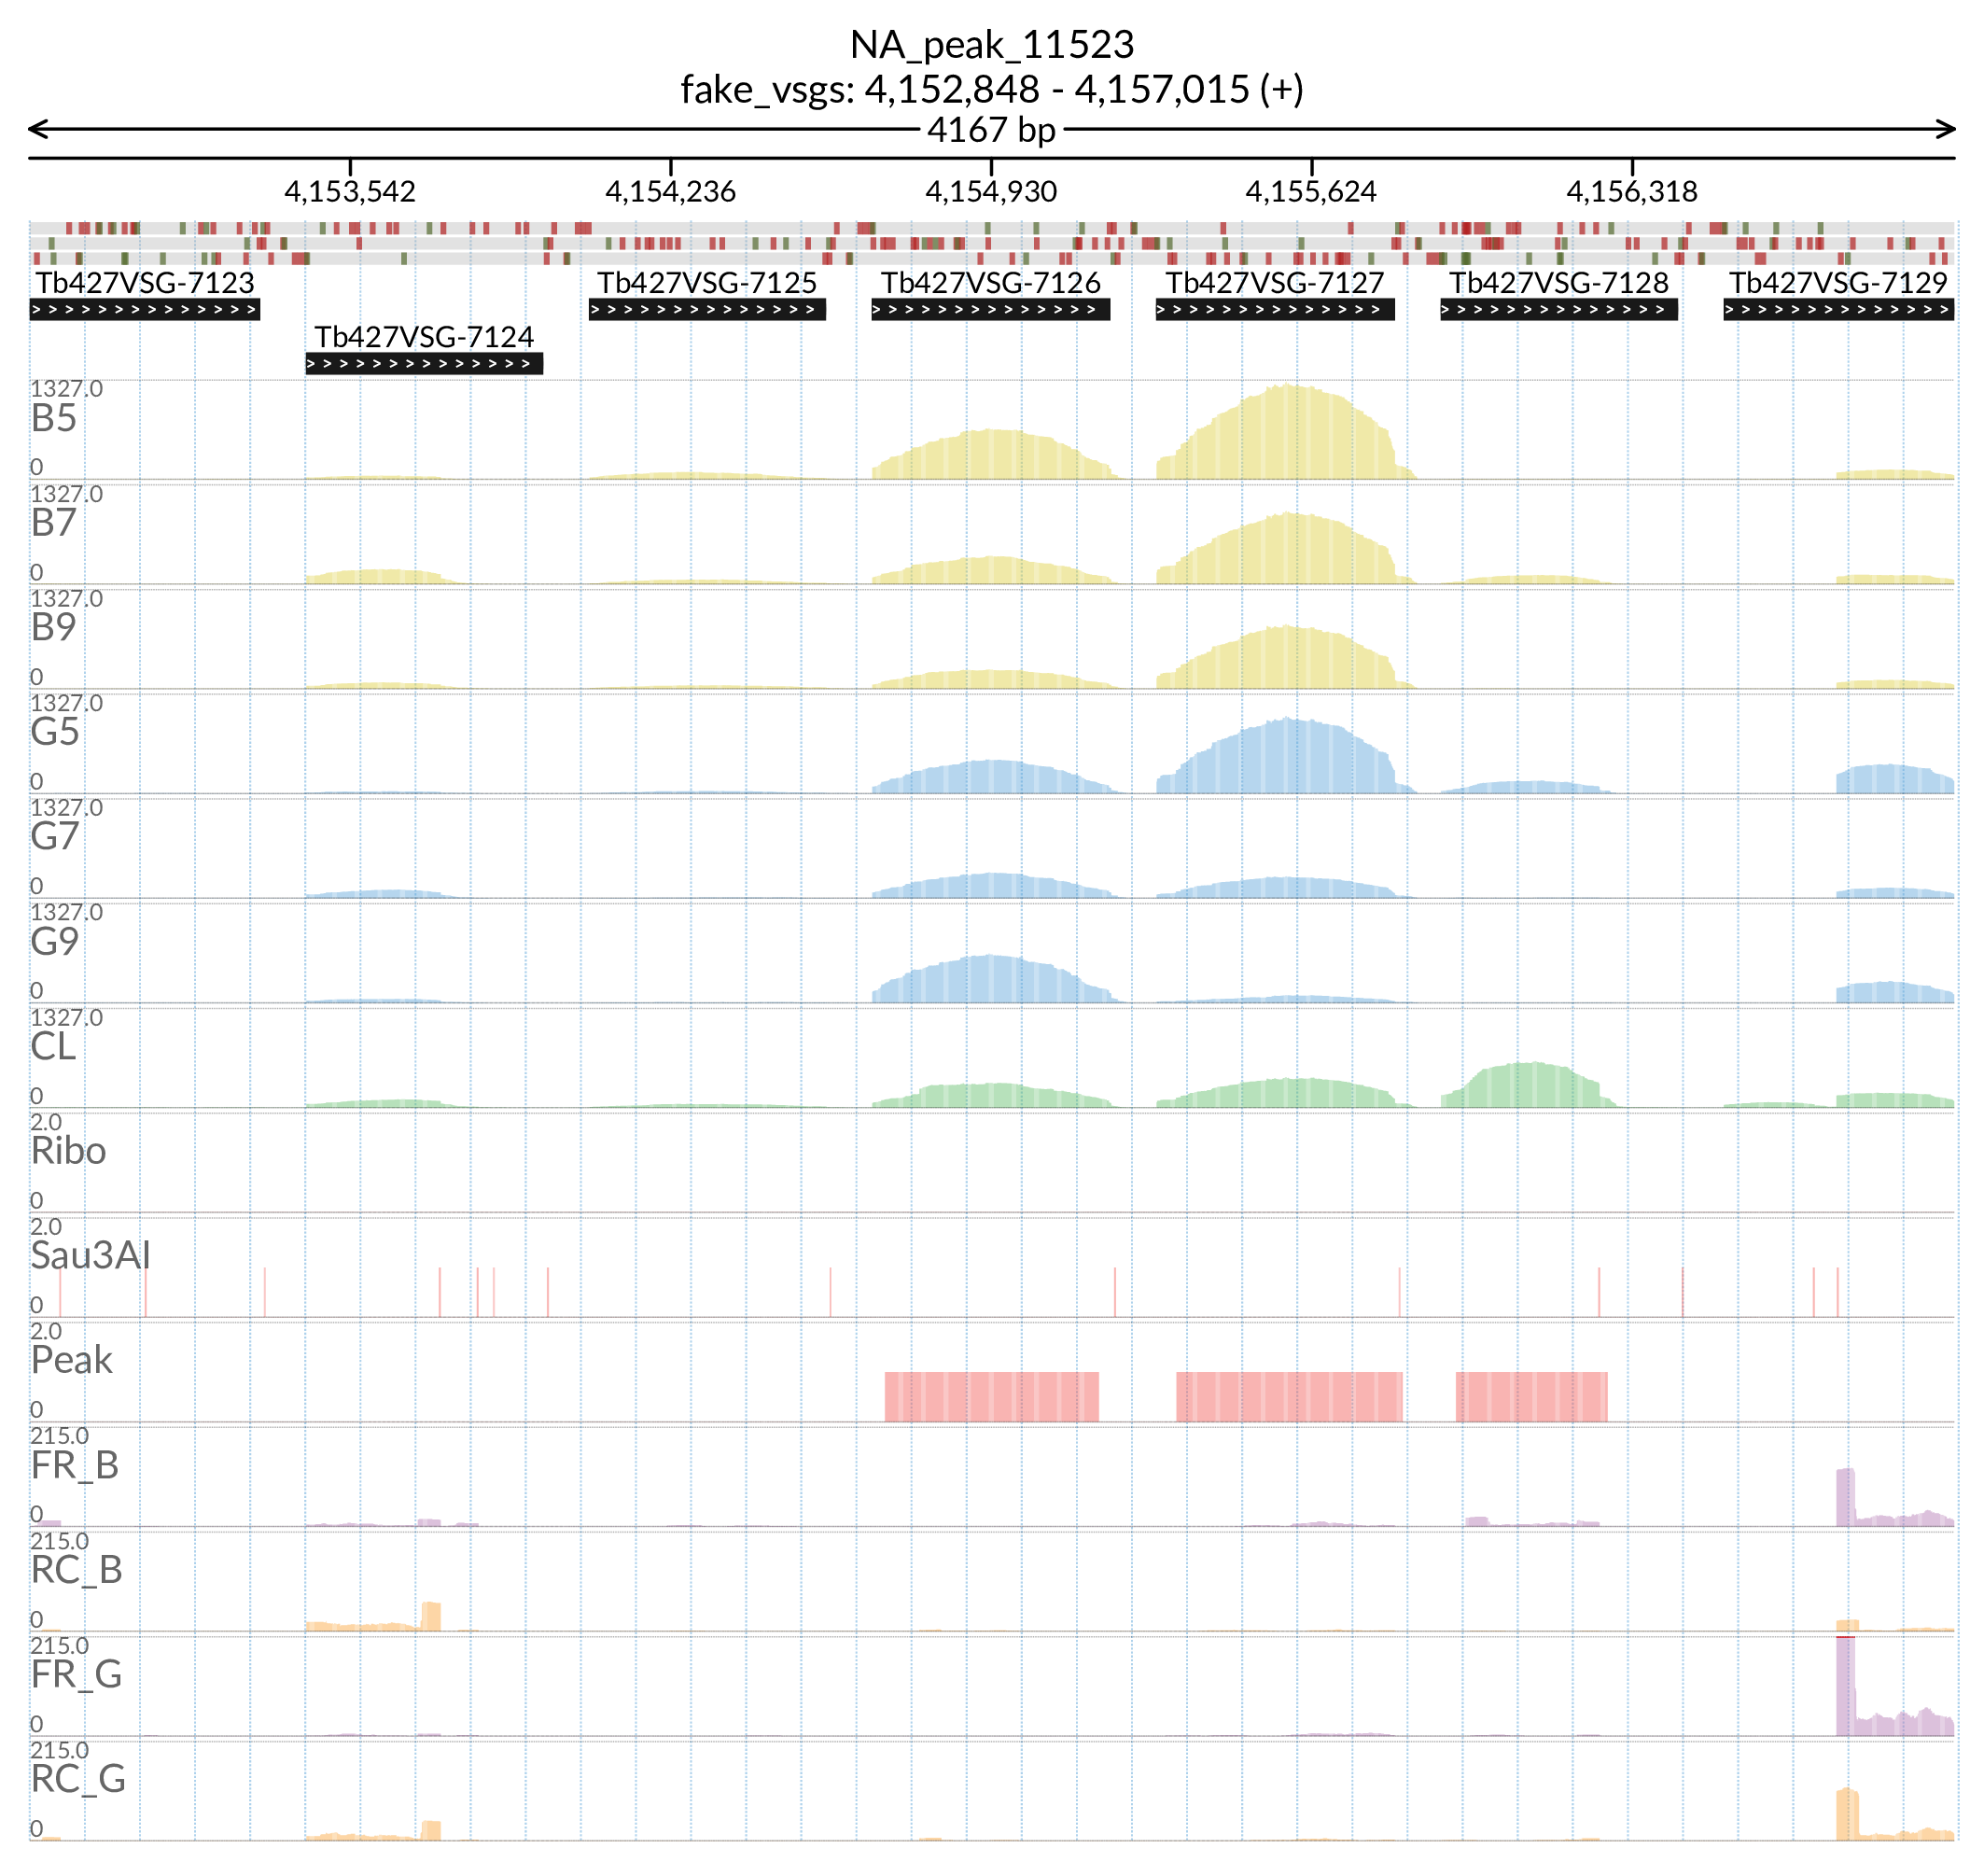 NA_peak_11523
fake_vsgs: 4,152,848 - 4,157,015 (+)
4167 bp
4,153,542 4,154,236 4,154,930 4,155,624 4,156,318
Tb427VSG-7123 Tb427VSG-7125 Tb427VSG-7126 Tb427VSG-7127 Tb427VSG-7128 Tb427VSG-7129
Tb427VSG-7124
1327.0
B5
0
1327.0
B7
0
1327.0
B9
0
1327.0
G5
0
1327.0
G7
0
1327.0
G9
0
1327.0
CL
0
2.0
Ribo
0
2.0
Sau3AI
0
2.0
Peak
0
215.0
FR_B
0
215.0
RC_B
0
215.0
FR_G
0
215.0
RC_G
0